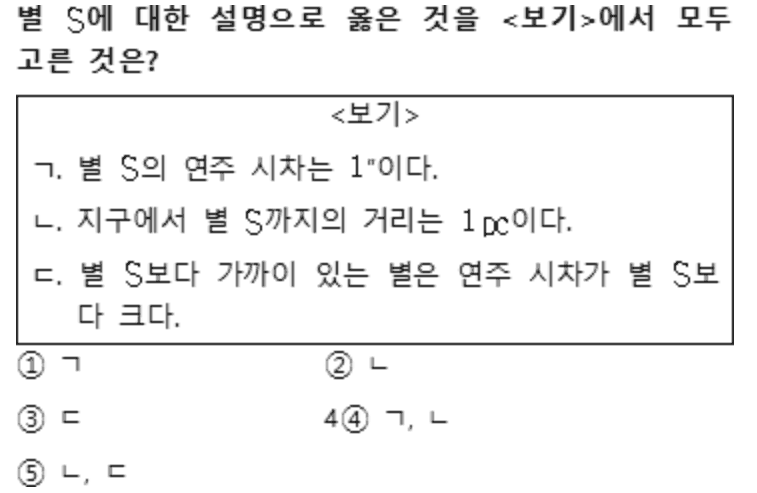 별 S에 대한 설명으로 옳은 것을 <보기>에서 모두
고른 것은?
<보기>
ㄱ. 별 S의 연주 시차는 1″이다.
ㄴ. 지구에서 별 S까지의 거리는 1pc이다.
ㄷ. 별 S보다 가까이 있는 별은 연주 시차가 별 S보
다 크다.
① ㄱ ② ㄴ
③ ㄷ 4④ ㄱ, ㄴ
⑤ ㄴ, ㄷ